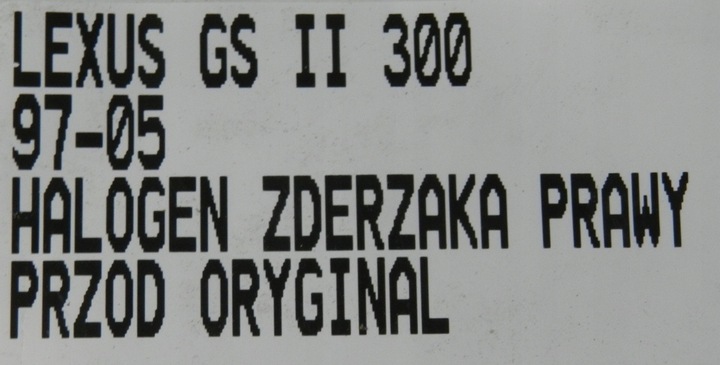 LEXUS GS II 300
97-05
HALOGEN ZDERZAKA PRAWY
PRZOD ORYGINAL